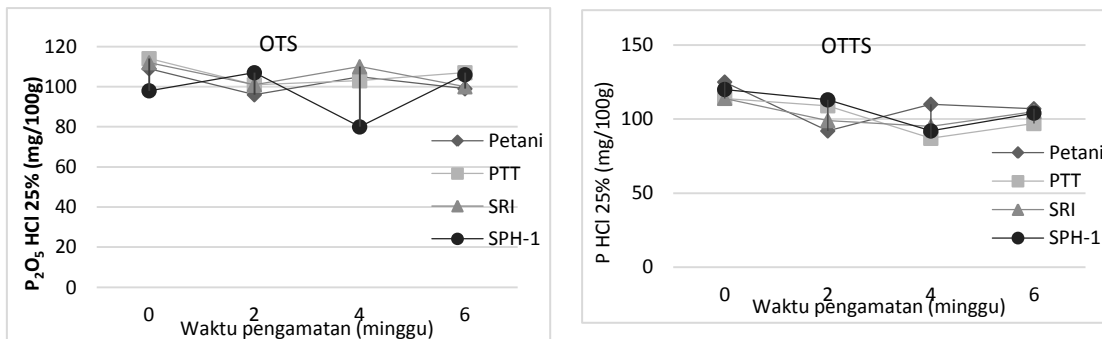 OTS
P₂O₅ HCl 25% (mg/100g)
120
100
80
60
40
20
0
0 2 4 6
Waktu pengamatan (minggu)
Petani
PTT
SRI
SPH-1
OTTS
P HCl 25% (mg/100g)
150
100
50
0
0 2 4 6
Waktu pengamatan (minggu)
Petani
PTT
SRI
SPH-1